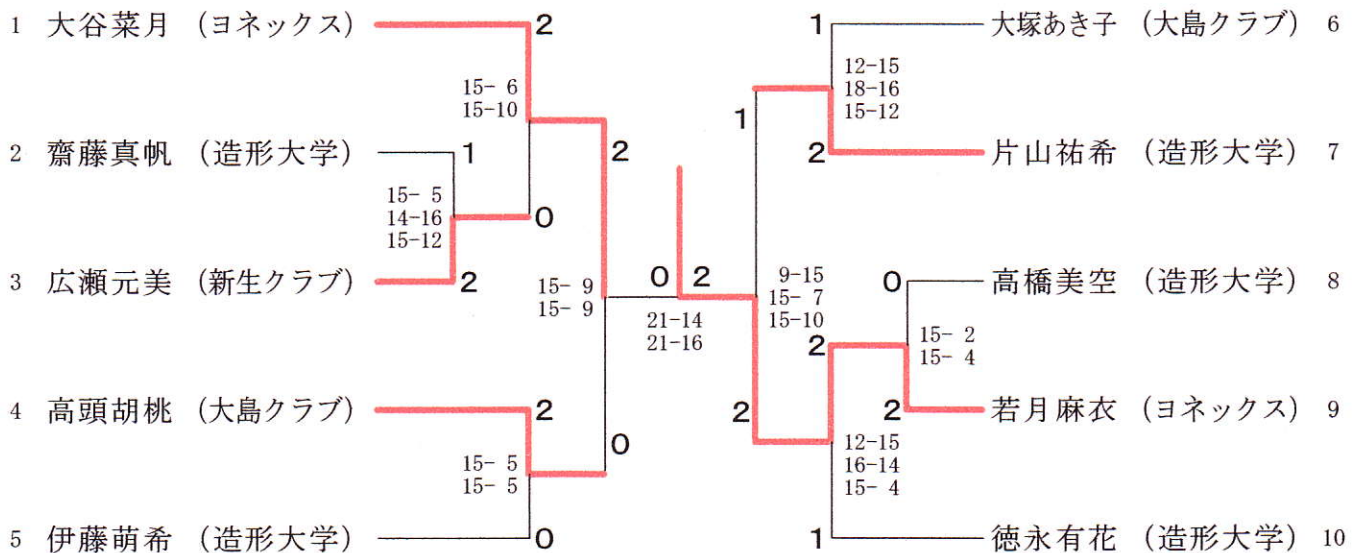 1 大谷菜月 (ヨネックス) 2
15- 6
15-10
2 齋藤真帆 (造形大学) 1
15- 5
14-16
15-12
0
3 広瀬元美 (新生クラブ) 2
2
15- 9
15- 9
4 高頭胡桃 (大島クラブ) 2
15- 5
15- 5
0
5 伊藤萌希 (造形大学) 0
0 2
21-14
21-16
1 大塚あき子 (大島クラブ) 6
12-15
18-16
15-12
1
2 片山祐希 (造形大学) 7
9-15
15- 7
15-10
0 高橋美空 (造形大学) 8
15- 2
15- 4
2
2 若月麻衣 (ヨネックス) 9
2
12-15
16-14
15- 4
1 徳永有花 (造形大学) 10